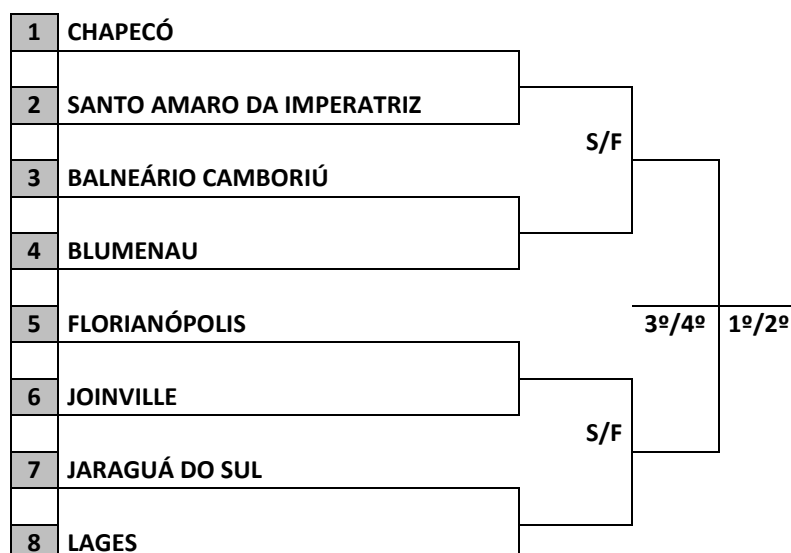 1 CHAPECÓ
2 SANTO AMARO DA IMPERATRIZ
S/F
3 BALNEÁRIO CAMBORIÚ
4 BLUMENAU
5 FLORIANÓPOLIS 3º/4º 1º/2º
6 JOINVILLE
S/F
7 JARAGUÁ DO SUL
8 LAGES